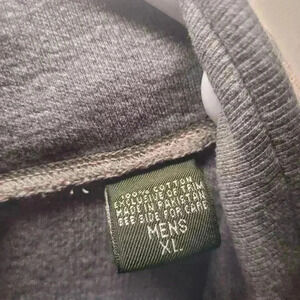 100% COTTON
EXCLUSIVE OF TRIM
MADE IN PAKISTAN
SEE SIDE FOR CARE
MENS
XL